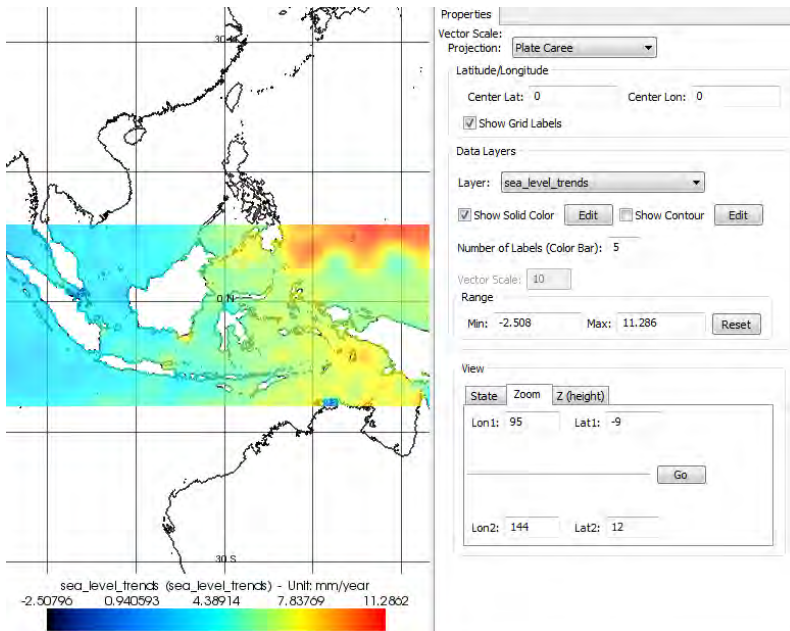 30 N
0 N
30 S
sea_level_trends (sea_level_trends) - Unit: mm/year
-2.50796 0.940593 4.38914 7.83769 11.2862
Properties
Vector Scale:
Projection: Plate Caree
Latitude/Longitude
Center Lat: 0 Center Lon: 0
Show Grid Labels
Data Layers
Layer: sea_level_trends
Show Solid Color Edit Show Contour Edit
Number of Labels (Color Bar): 5
Vector Scale: 10
Range
Min: -2.508 Max: 11.286 Reset
View
State Zoom Z (height)
Lon1: 95 Lat1: -9
Go
Lon2: 144 Lat2: 12